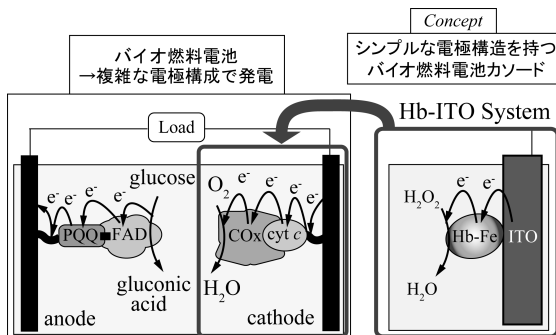 バイオ燃料電池
→複雑な電極構成で発電
Concept
シンプルな電極構造を持つ
バイオ燃料電池カソード
Hb-ITO System
Load
e-
e-
e-
e-
glucose
PQQ
FAD
gluconic
acid
anode
O2
e-
e-
e-
e-
COx
cyt c
H2O
cathode
H2O2
e-
e-
Hb-Fe
ITO
H2O